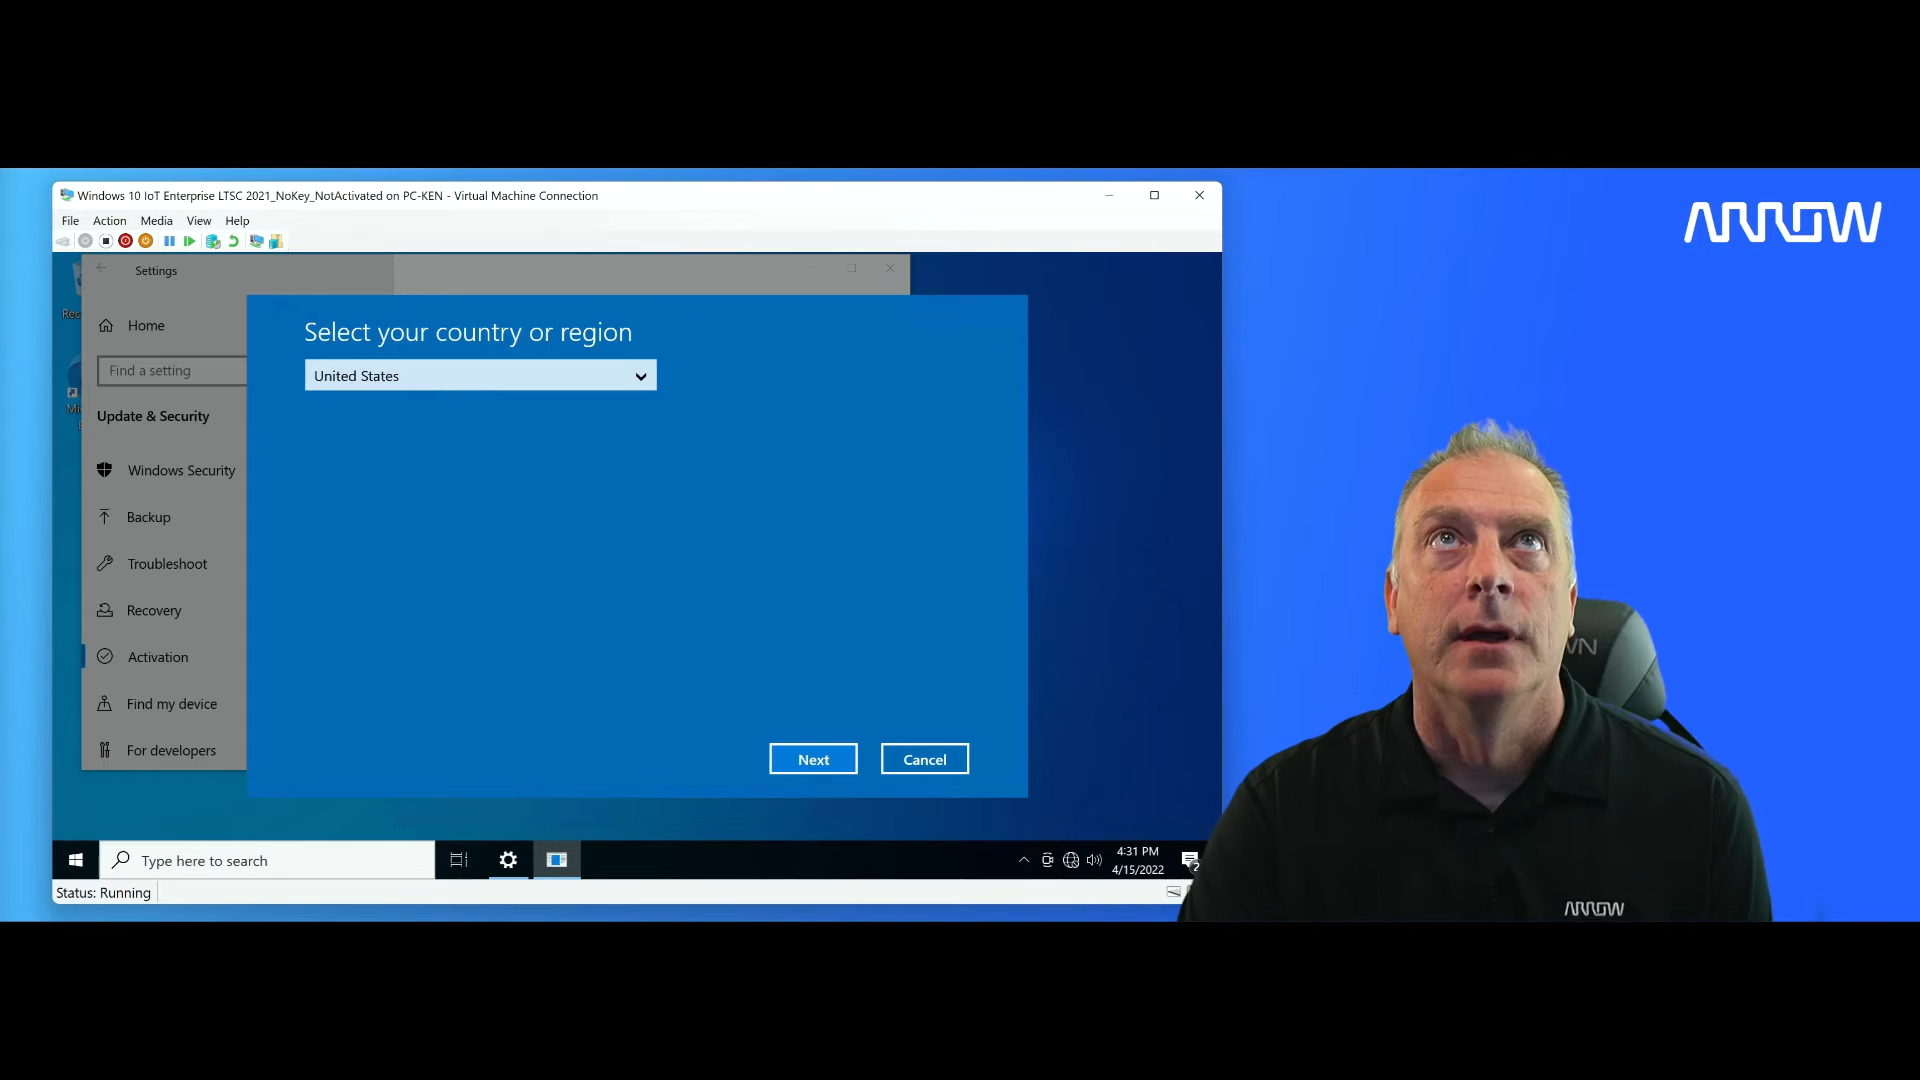 Windows 10 IoT Enterprise LTSC 2021_NoKey_NotActivated on PC-KEN - Virtual Machine Connection
File Action Media View Help
ARROW
Settings
Rec
Home
Find a setting
Update & Security
Windows Security
Backup
Troubleshoot
Recovery
Activation
Find my device
For developers
Select your country or region
United States
Next Cancel
Type here to search
4:31 PM
4/15/2022
2
Status: Running
ARROW